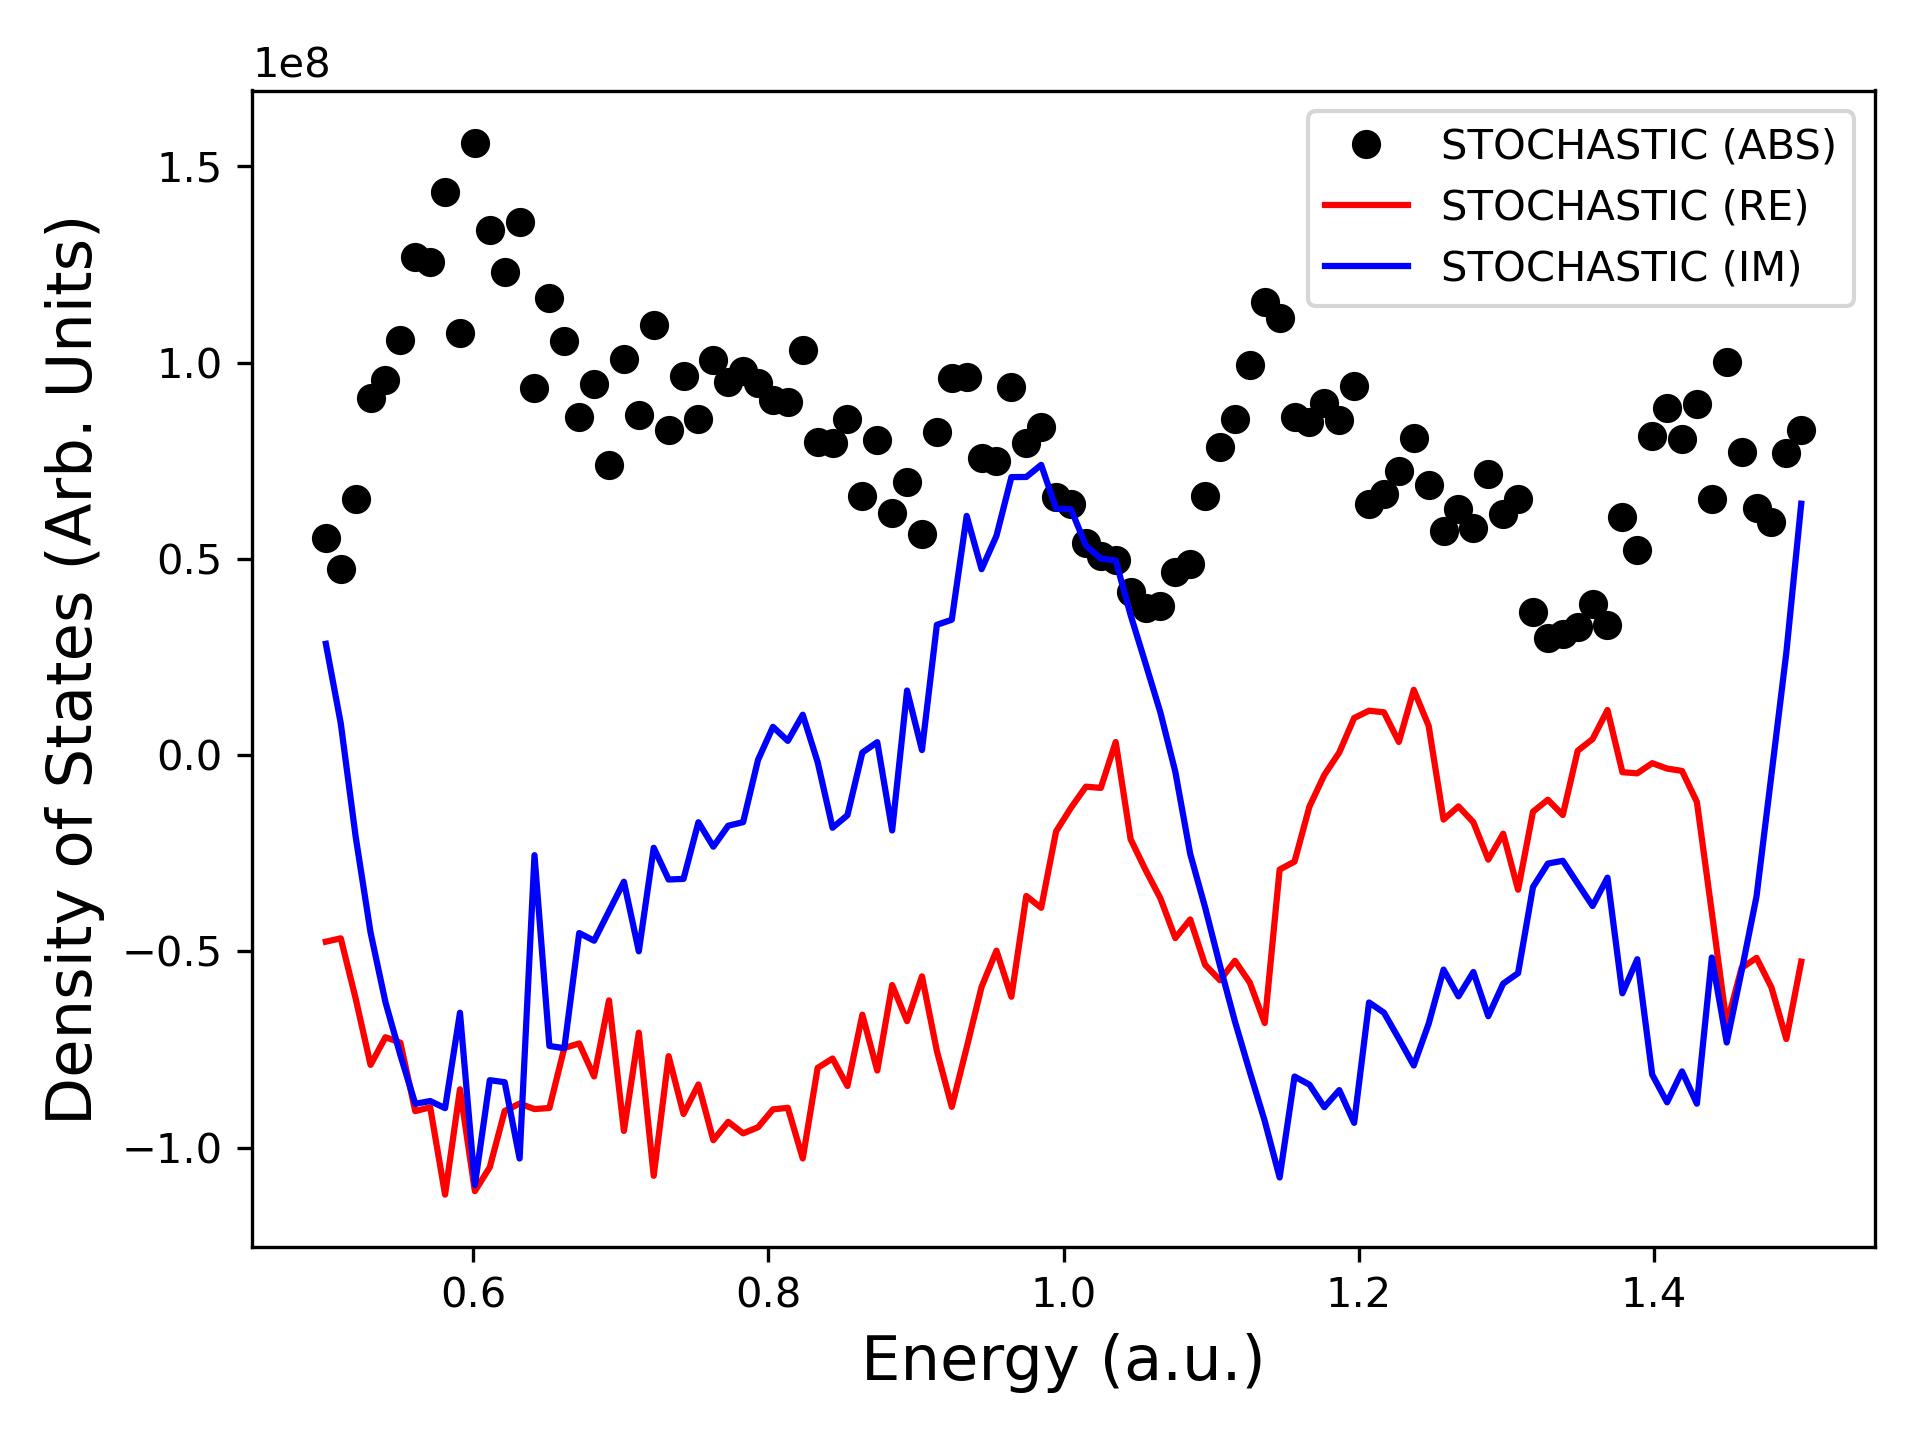 1e8
STOCHASTIC (ABS)
STOCHASTIC (RE)
STOCHASTIC (IM)
Density of States (Arb. Units)
1.5
1.0
0.5
0.0
−0.5
−1.0
0.6 0.8 1.0 1.2 1.4
Energy (a.u.)